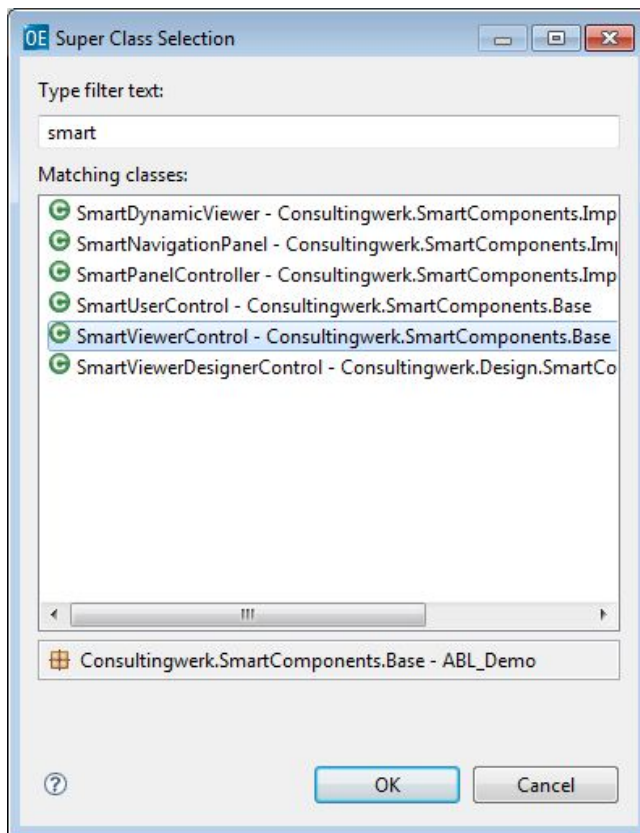 OE Super Class Selection
Type filter text:
smart
Matching classes:
SmartDynamicViewer - Consultingwerk.SmartComponents.Imp
SmartNavigationPanel - Consultingwerk.SmartComponents.Im
SmartPanelController - Consultingwerk.SmartComponents.Imp
SmartUserControl - Consultingwerk.SmartComponents.Base
SmartViewerControl - Consultingwerk.SmartComponents.Base
SmartViewerDesignerControl - Consultingwerk.Design.SmartCo
Consultingwerk.SmartComponents.Base - ABL_Demo
OK Cancel